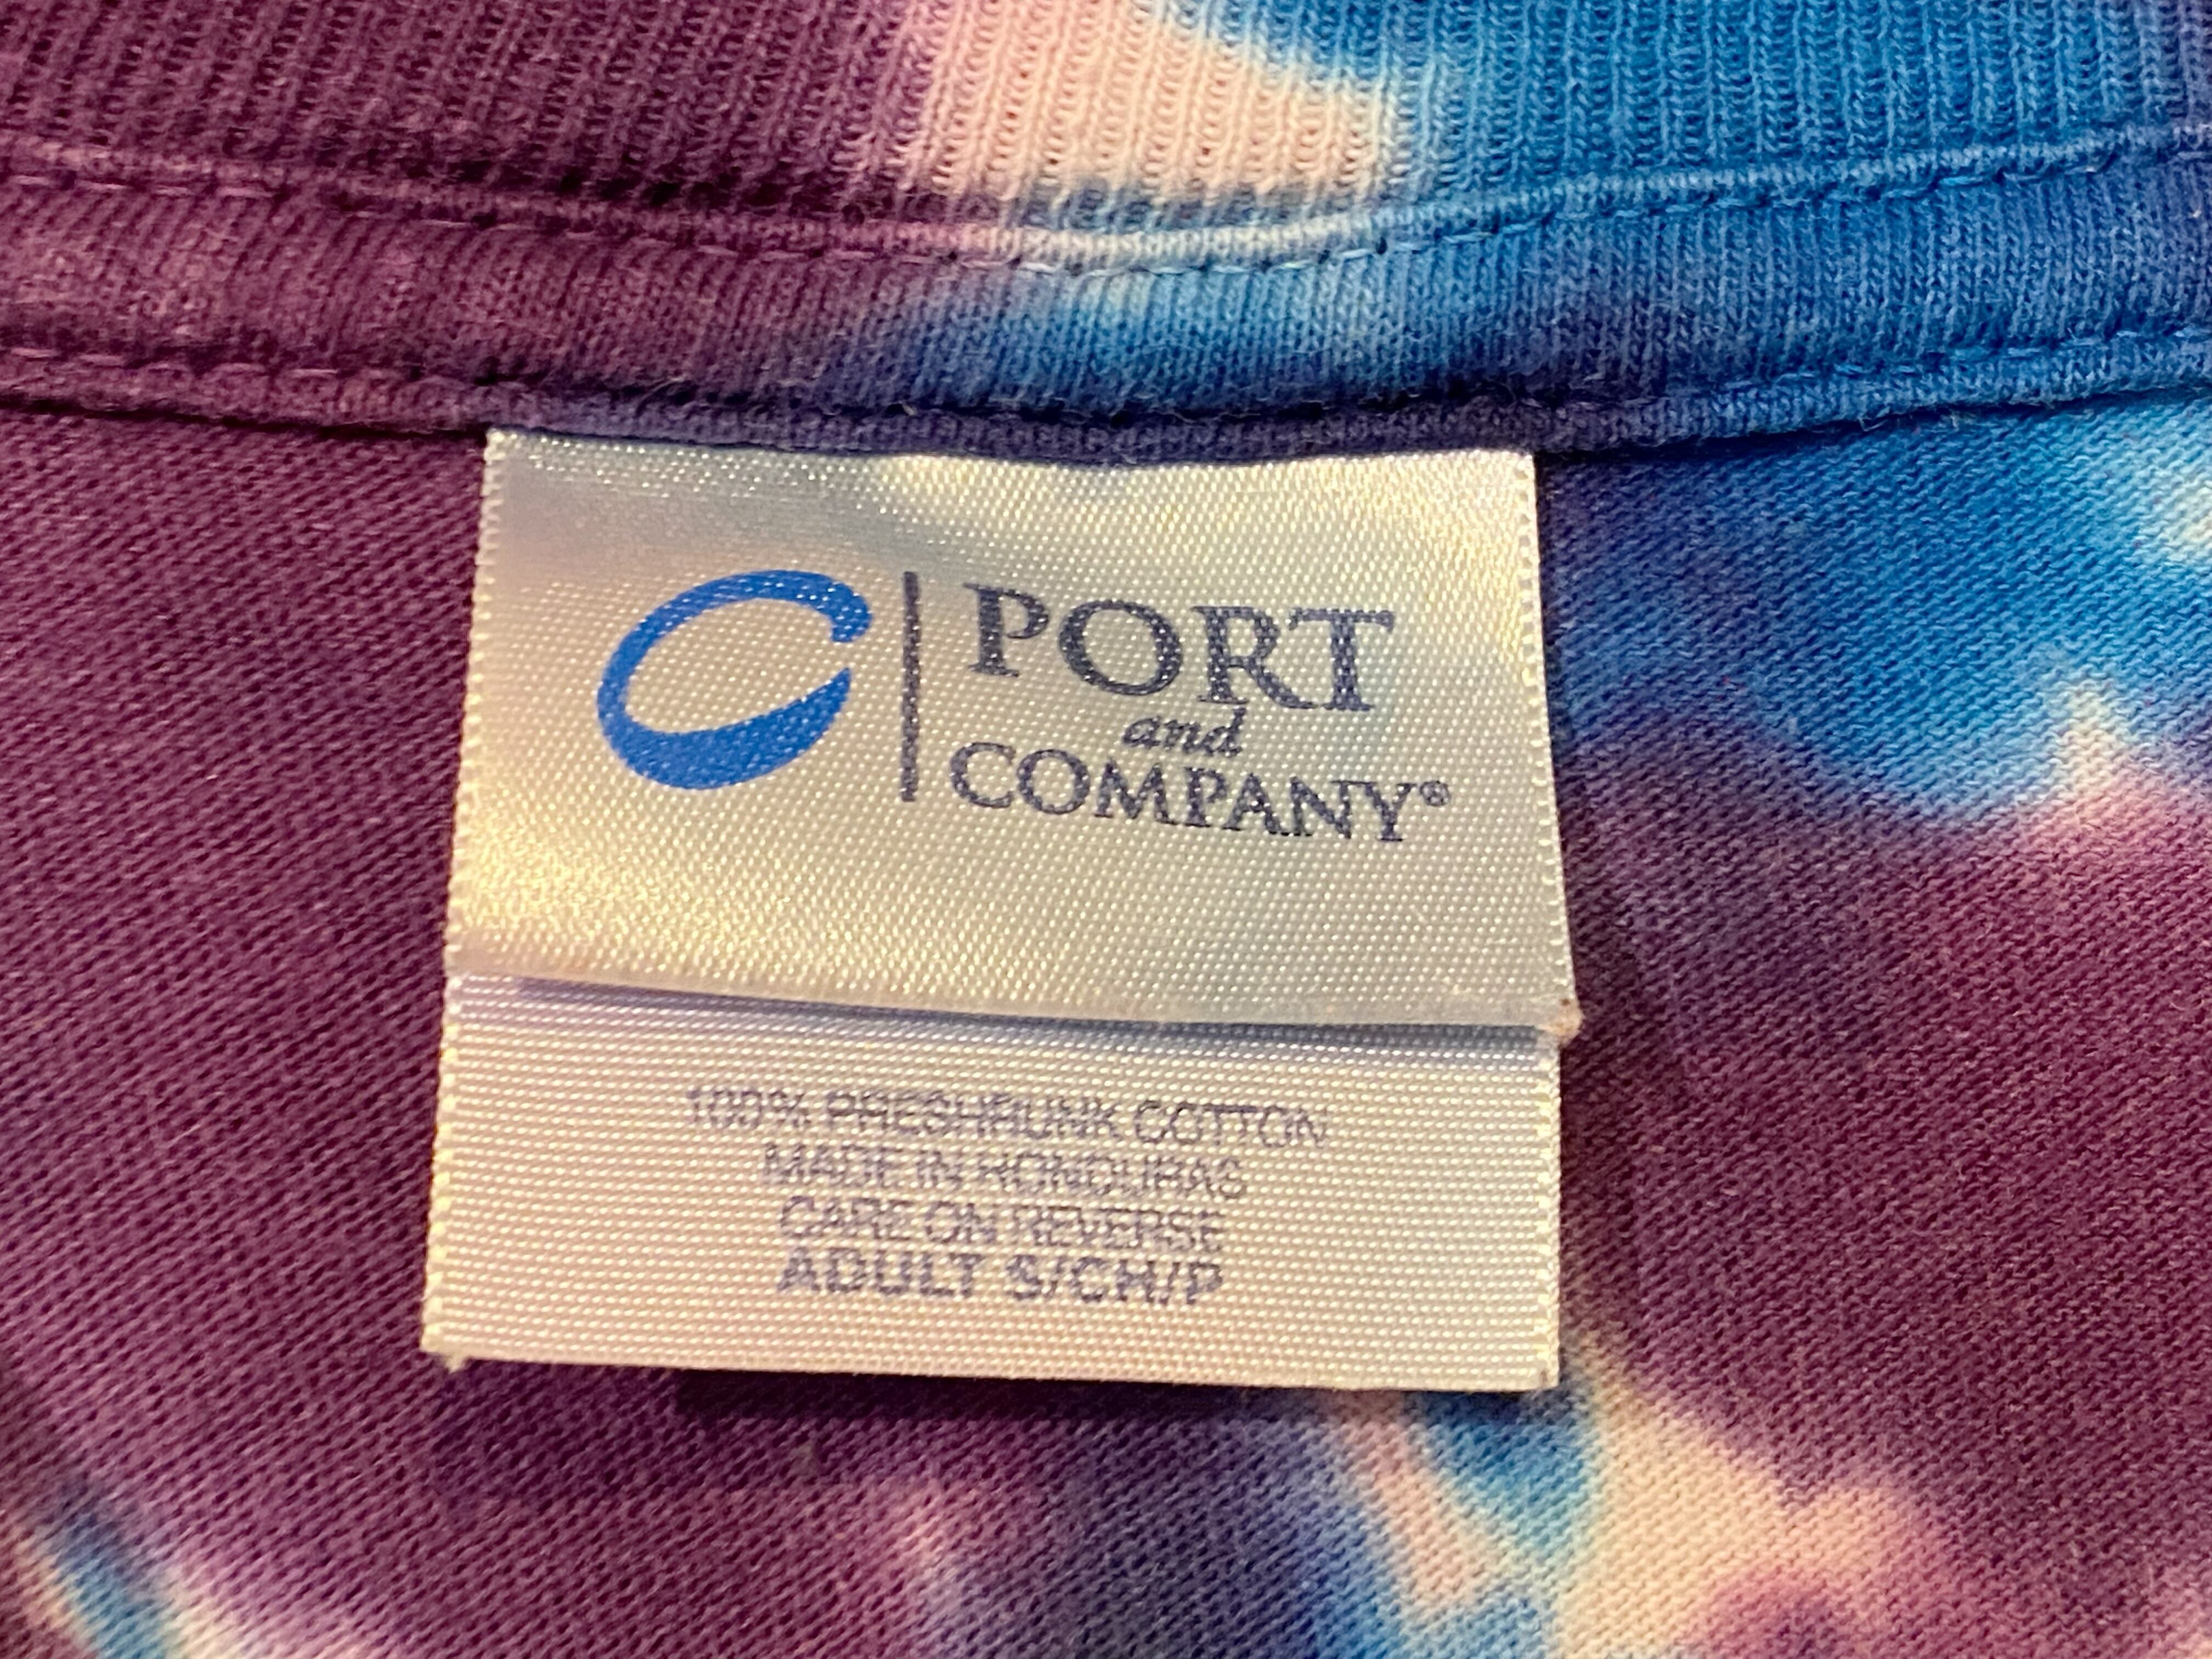 PORT
and
COMPANY®
100% PRESHRUNK COTTON
MADE IN HONDURAS
CARE ON REVERSE
ADULT S/CH/P